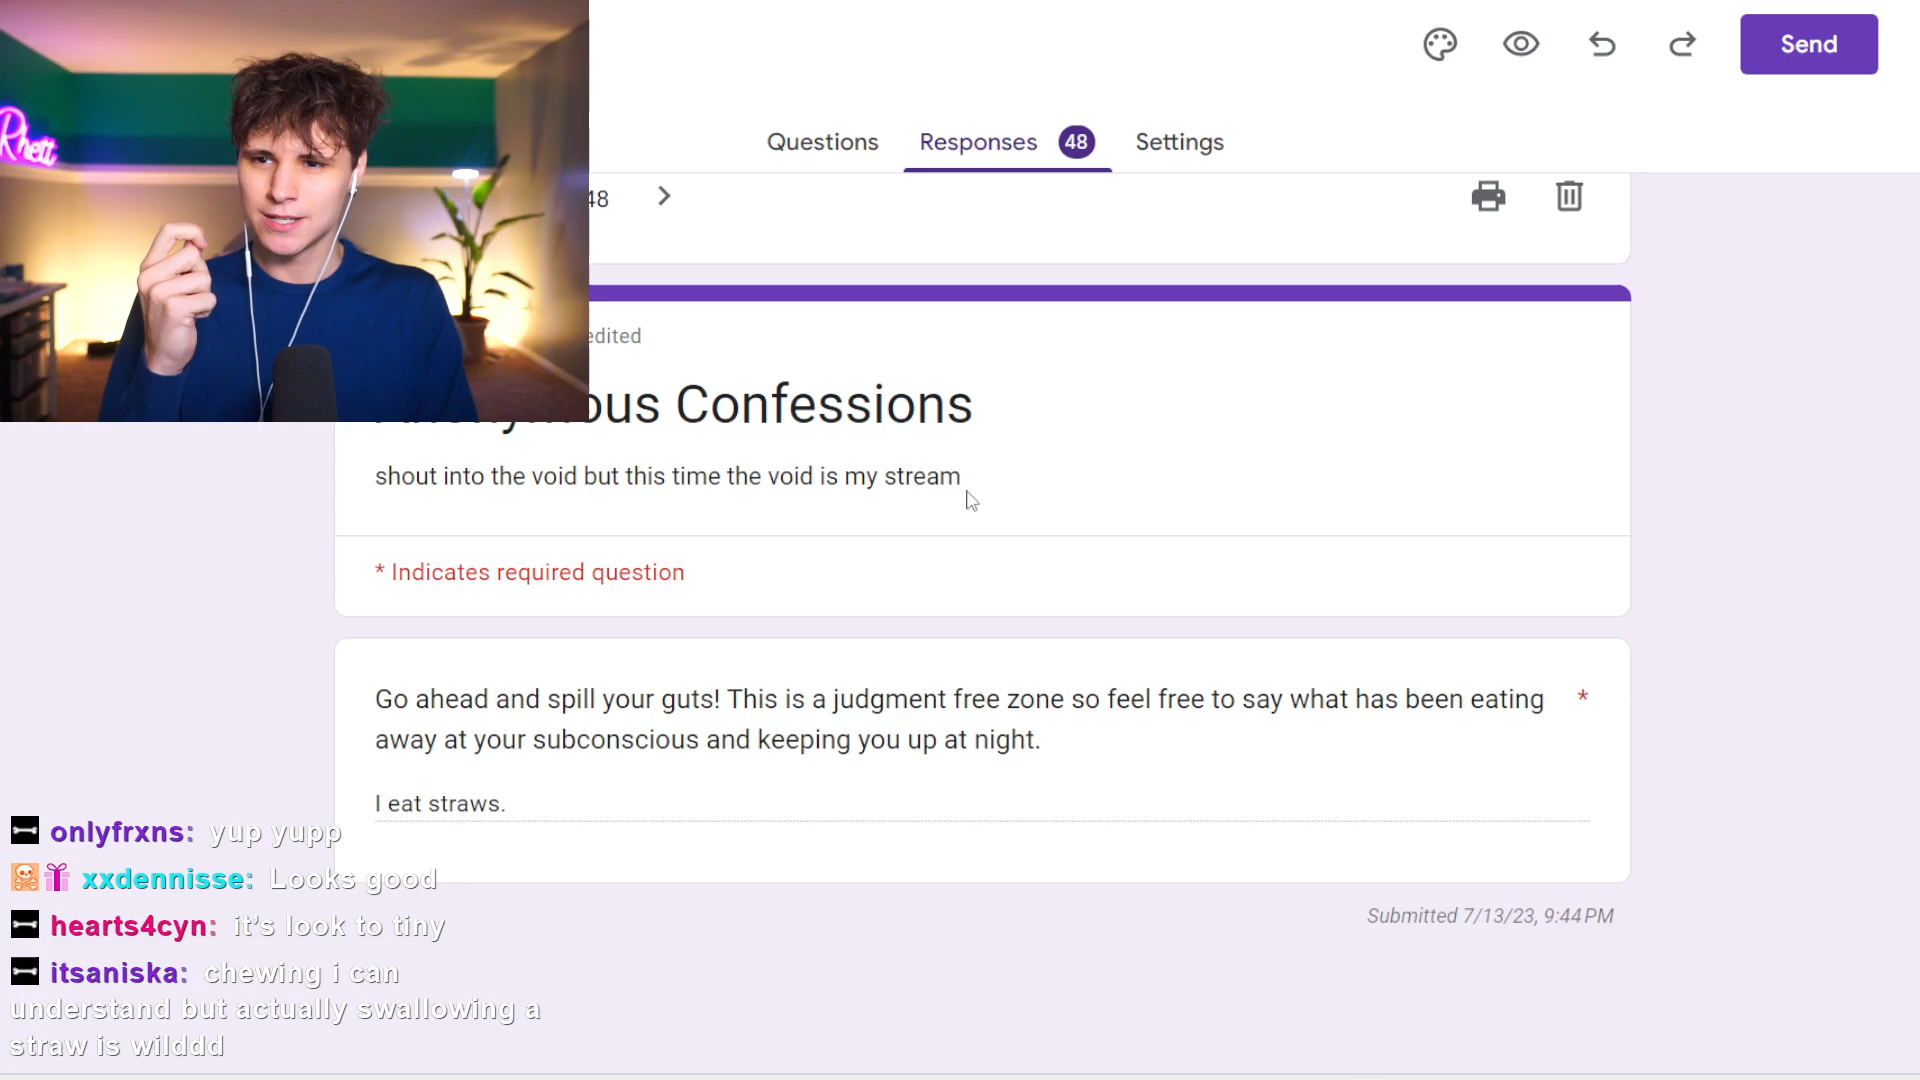 Rhett
Send
Questions
Responses 48
Settings
48
edited
ous Confessions
shout into the void but this time the void is my stream
* Indicates required question
Go ahead and spill your guts! This is a judgment free zone so feel free to say what has been eating *
away at your subconscious and keeping you up at night.
I eat straws.
Submitted 7/13/23, 9:44 PM
onlyfrxns: yup yupp
xxdennisse: Looks good
hearts4cyn: it's look to tiny
itsaniska: chewing i can
understand but actually swallowing a
straw is wilddd